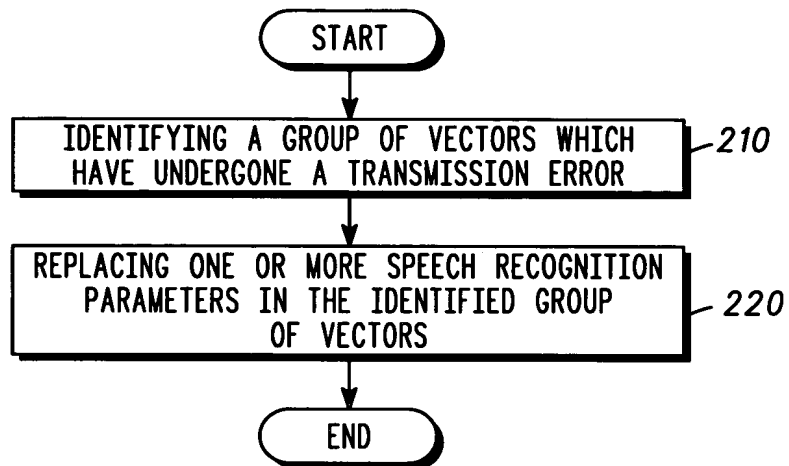 START
IDENTIFYING A GROUP OF VECTORS WHICH
HAVE UNDERGONE A TRANSMISSION ERROR
210
REPLACING ONE OR MORE SPEECH RECOGNITION
PARAMETERS IN THE IDENTIFIED GROUP
OF VECTORS
220
END